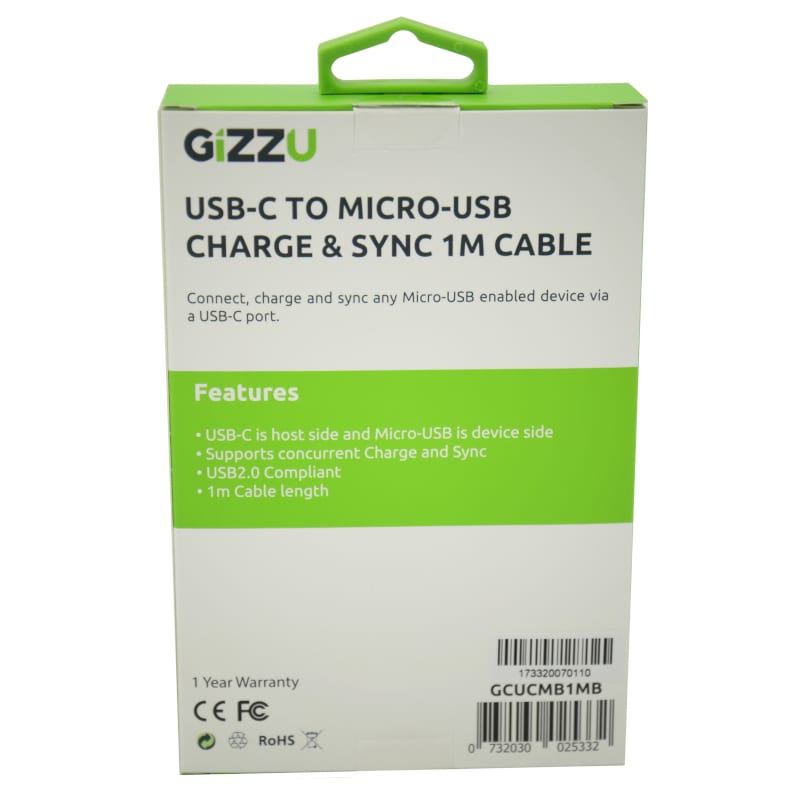 GiZZU
USB-C TO MICRO-USB
CHARGE & SYNC 1M CABLE
Connect, charge and sync any Micro-USB enabled device via
a USB-C port.
Features
• USB-C is host side and Micro-USB is device side
• Supports concurrent Charge and Sync
• USB2.0 Compliant
• 1m Cable length
173320070110
GCUCMB1MB
0 732030 025332
1 Year Warranty
CE FC
RoHS